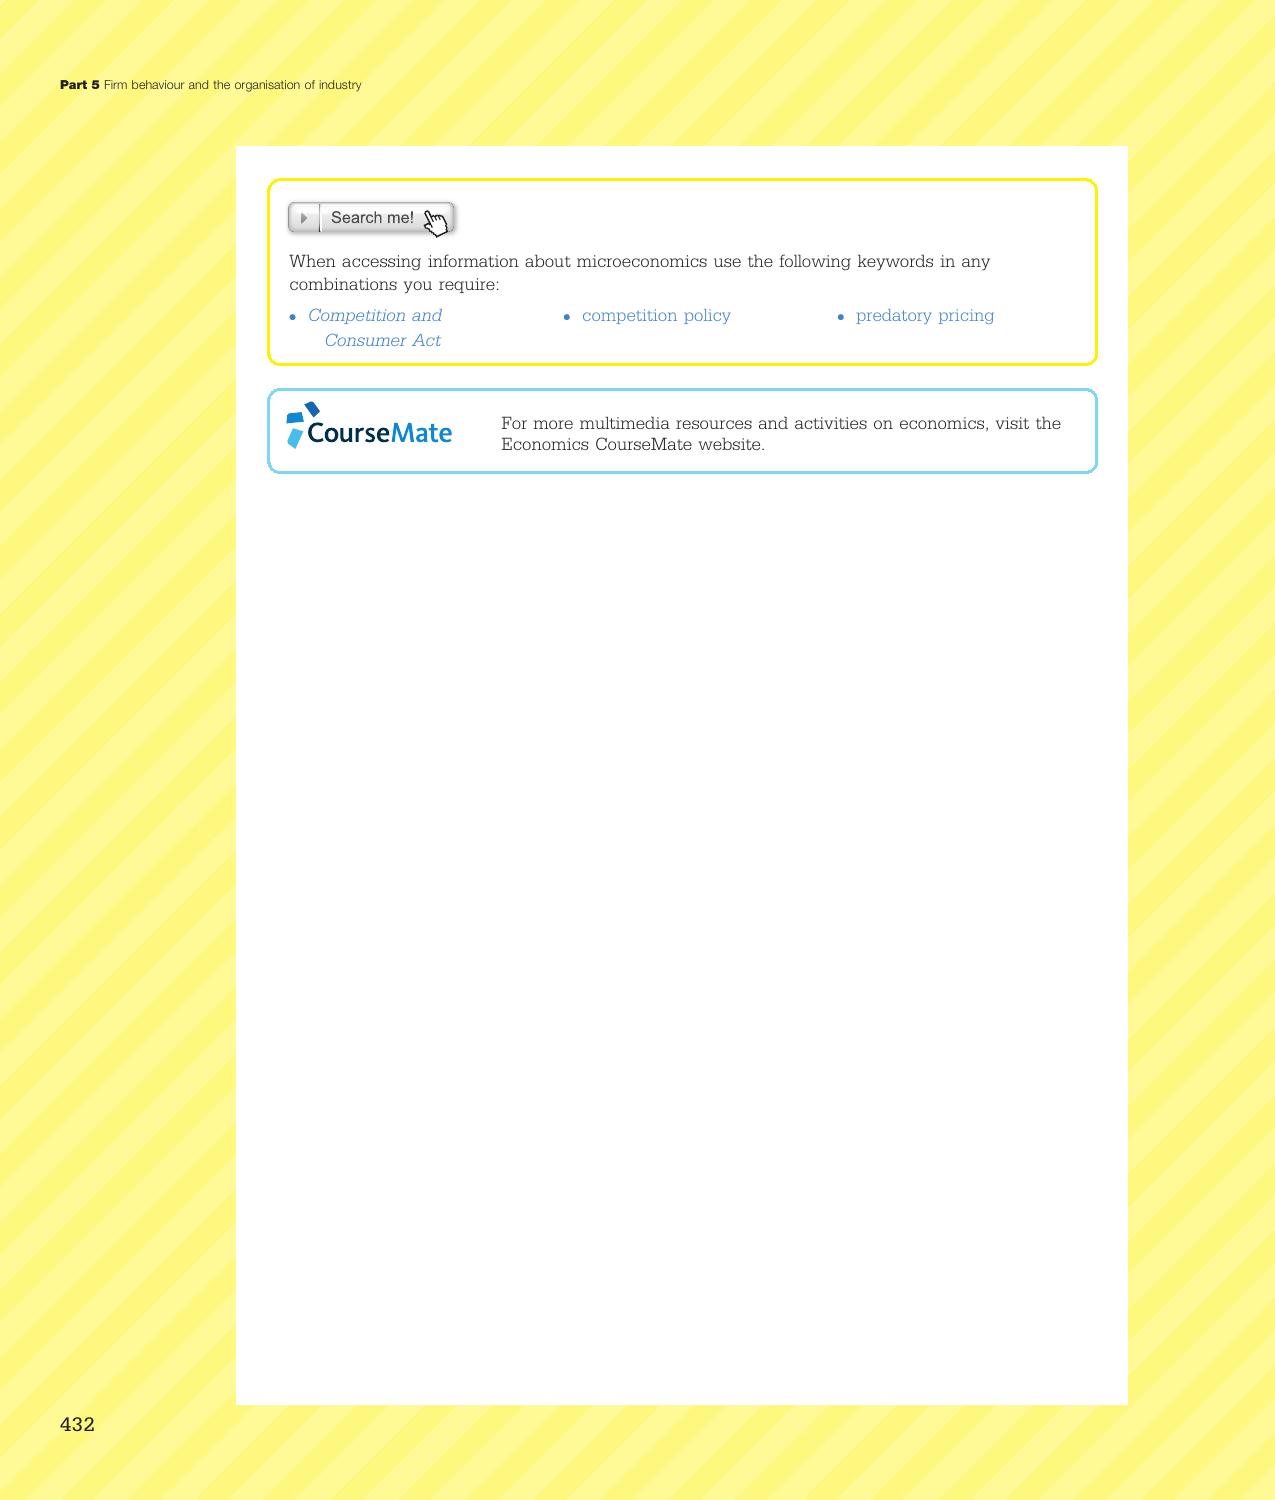 Part 5 Firm behaviour and the organisation of industry
Search me!
When accessing information about microeconomics use the following keywords in any
combinations you require:
• Competition and
Consumer Act
• competition policy
• predatory pricing
CourseMate
For more multimedia resources and activities on economics, visit the
Economics CourseMate website.
432